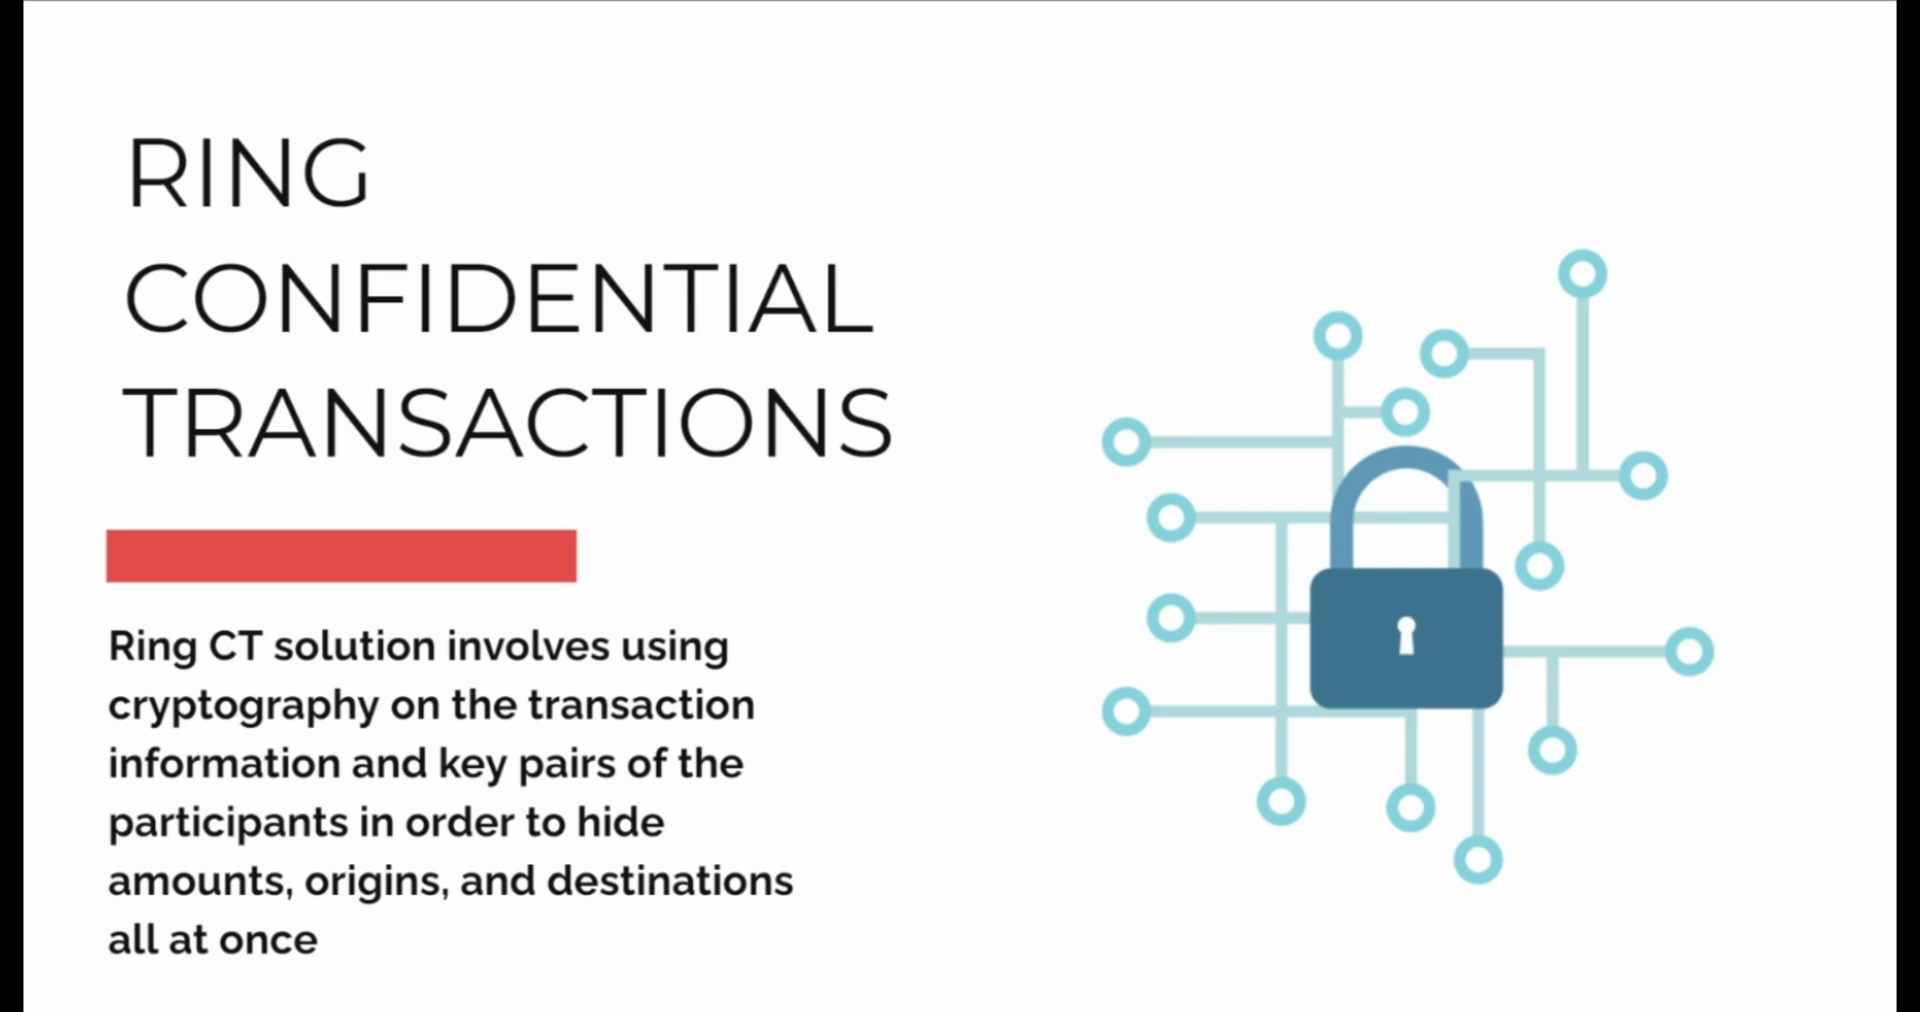 RING
CONFIDENTIAL
TRANSACTIONS
Ring CT solution involves using
cryptography on the transaction
information and key pairs of the
participants in order to hide
amounts, origins, and destinations
all at once